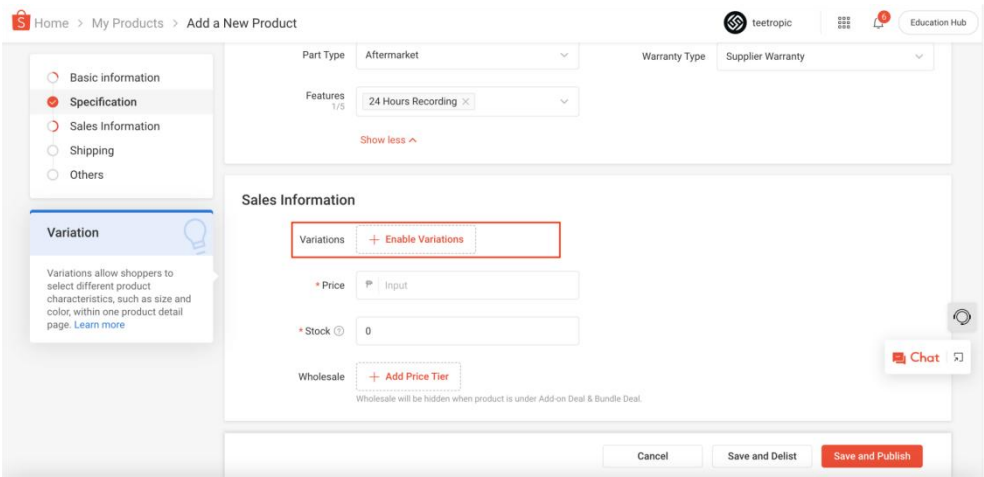 Home > My Products > Add a New Product
teetropic
6
Education Hub
Basic information
Specification
Sales Information
Shipping
Others
Variation
Variations allow shoppers to
select different product
characteristics, such as size and
color, within one product detail
page. Learn more
Part Type Aftermarket
Warranty Type Supplier Warranty
Features
1/5
24 Hours Recording ×
Show less
Sales Information
Variations + Enable Variations
* Price ₱ Input
* Stock ? 0
Wholesale + Add Price Tier
Wholesale will be hidden when product is under Add-on Deal & Bundle Deal.
Chat
Cancel
Save and Delist
Save and Publish